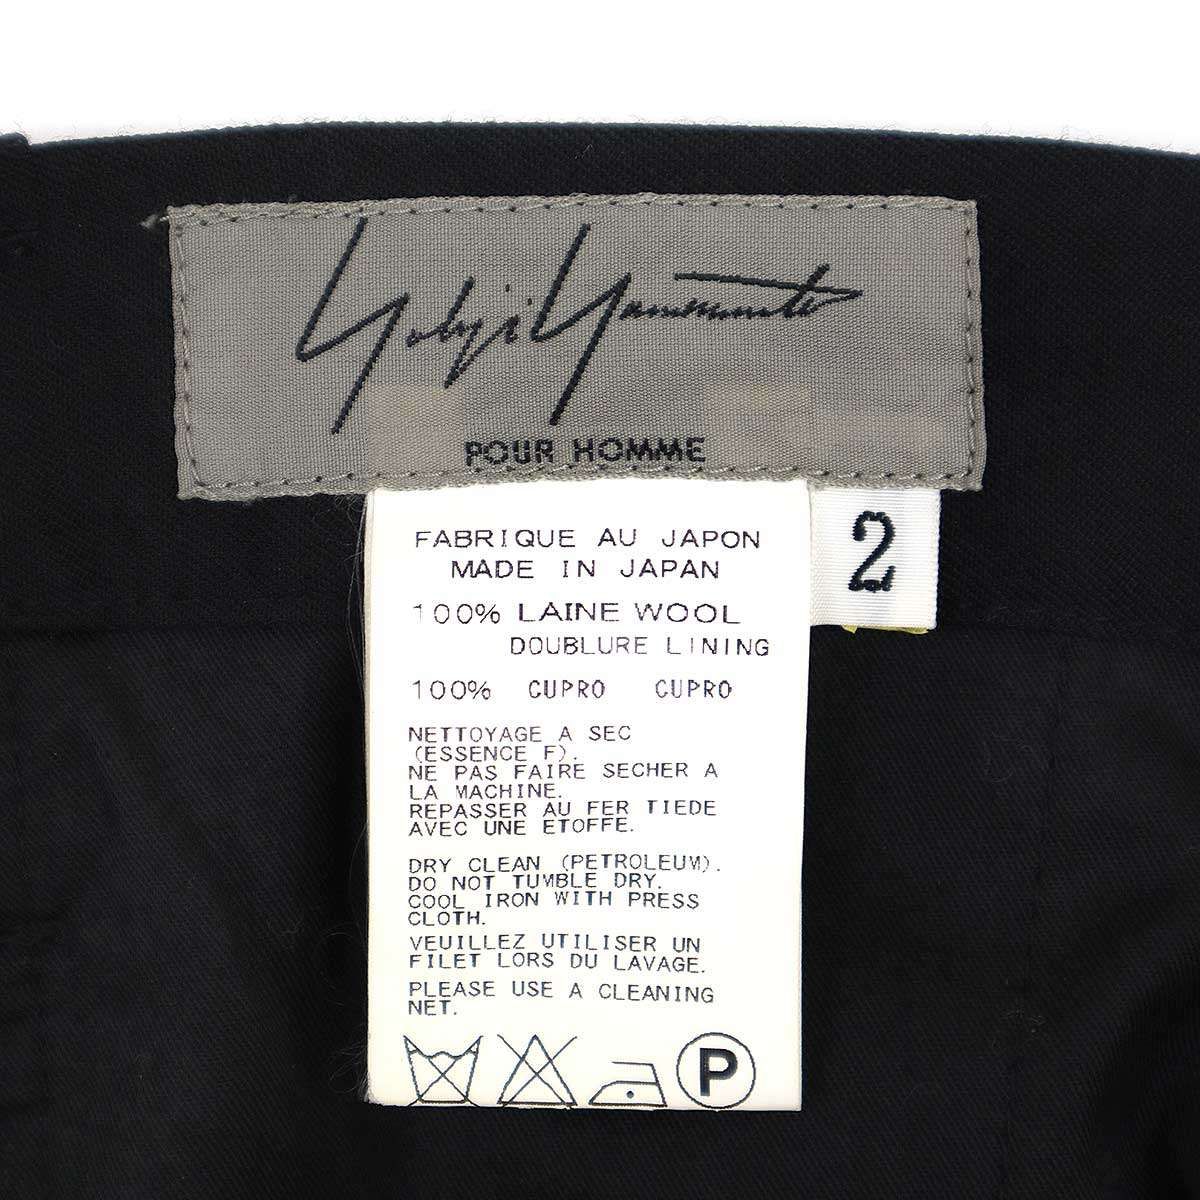 Yohji Yamamoto
POUR HOMME
2
FABRIQUE AU JAPON
MADE IN JAPAN
100% LAINE WOOL
DOUBLURE LINING
100% CUPRO CUPRO
NETTOYAGE A SEC
(ESSENCE F).
NE PAS FAIRE SECHER A
LA MACHINE.
REPASSER AU FER TIEDE
AVEC UNE ETOFFE.
DRY CLEAN (PETROLEUM).
DO NOT TUMBLE DRY.
COOL IRON WITH PRESS
CLOTH.
VEUILLEZ UTILISER UN
FILET LORS DU LAVAGE.
PLEASE USE A CLEANING
NET.
P